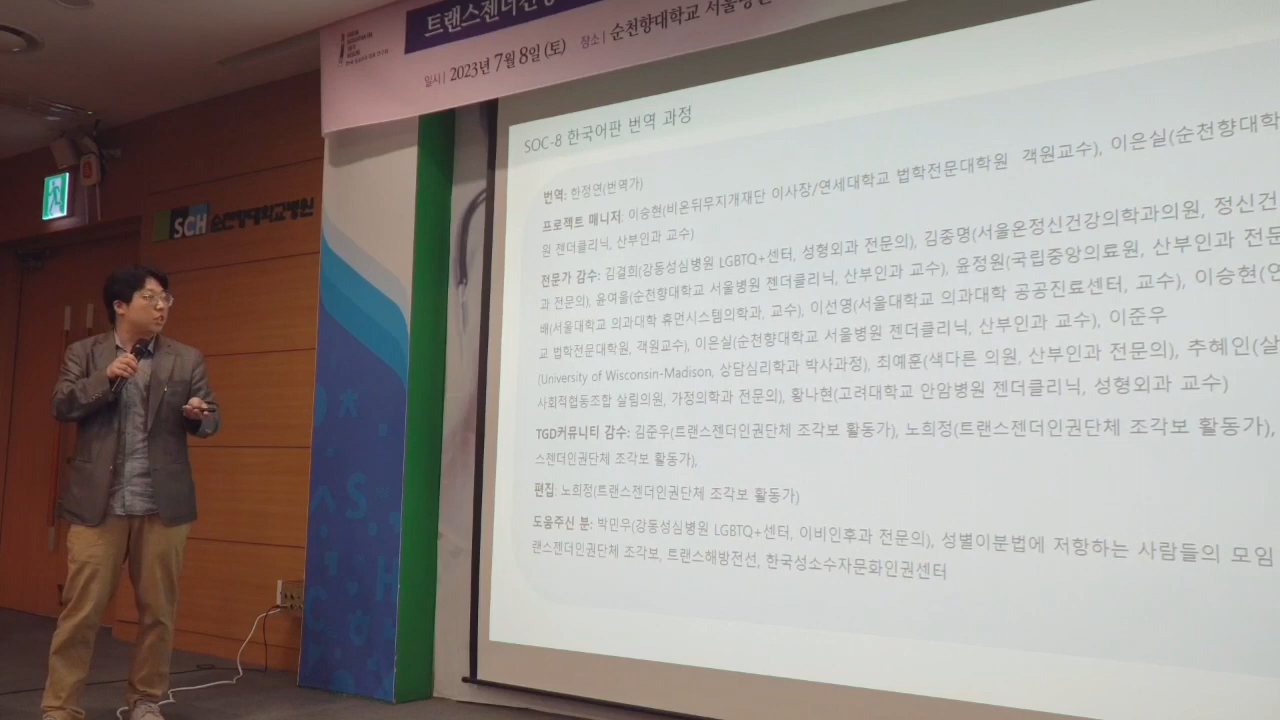 트랜스젠더건강
일시| 2023년 7월 8일 (토) 장소| 순천향대학교 서울병원
SCH 순천향대학교병원
SOC-8 한국어판 번역 과정
번역: 한정연(번역가)
프로젝트 매니저: 이승현(비온뒤무지개재단 이사장/연세대학교 법학전문대학원 객원교수), 이은실(순천향대학
원 젠더클리닉, 산부인과 교수)
전문가 감수: 김결희(강동성심병원 LGBTQ+센터, 성형외과 전문의), 김종명(서울온정신건강의학과의원, 정신건
과 전문의), 윤여울(순천향대학교 서울병원 젠더클리닉, 산부인과 교수), 윤정원(국립중앙의료원, 산부인과 전문
배(서울대학교 의과대학 휴먼시스템의학과, 교수), 이선영(서울대학교 의과대학 공공진료센터, 교수), 이승현(연
교 법학전문대학원, 객원교수), 이은실(순천향대학교 서울병원 젠더클리닉, 산부인과 교수), 이준우
(University of Wisconsin-Madison, 상담심리학과 박사과정), 최예훈(색다른 의원, 산부인과 전문의), 추혜인(살
사회적협동조합 살림의원, 가정의학과 전문의), 황나현(고려대학교 안암병원 젠더클리닉, 성형외과 교수)
TGD커뮤니티 감수: 김준우(트랜스젠더인권단체 조각보 활동가), 노희정(트랜스젠더인권단체 조각보 활동가),
스젠더인권단체 조각보 활동가),
편집: 노희정(트랜스젠더인권단체 조각보 활동가)
도움주신 분: 박민우(강동성심병원 LGBTQ+센터, 이비인후과 전문의), 성별이분법에 저항하는 사람들의 모임
랜스젠더인권단체 조각보, 트랜스해방전선, 한국성소수자문화인권센터